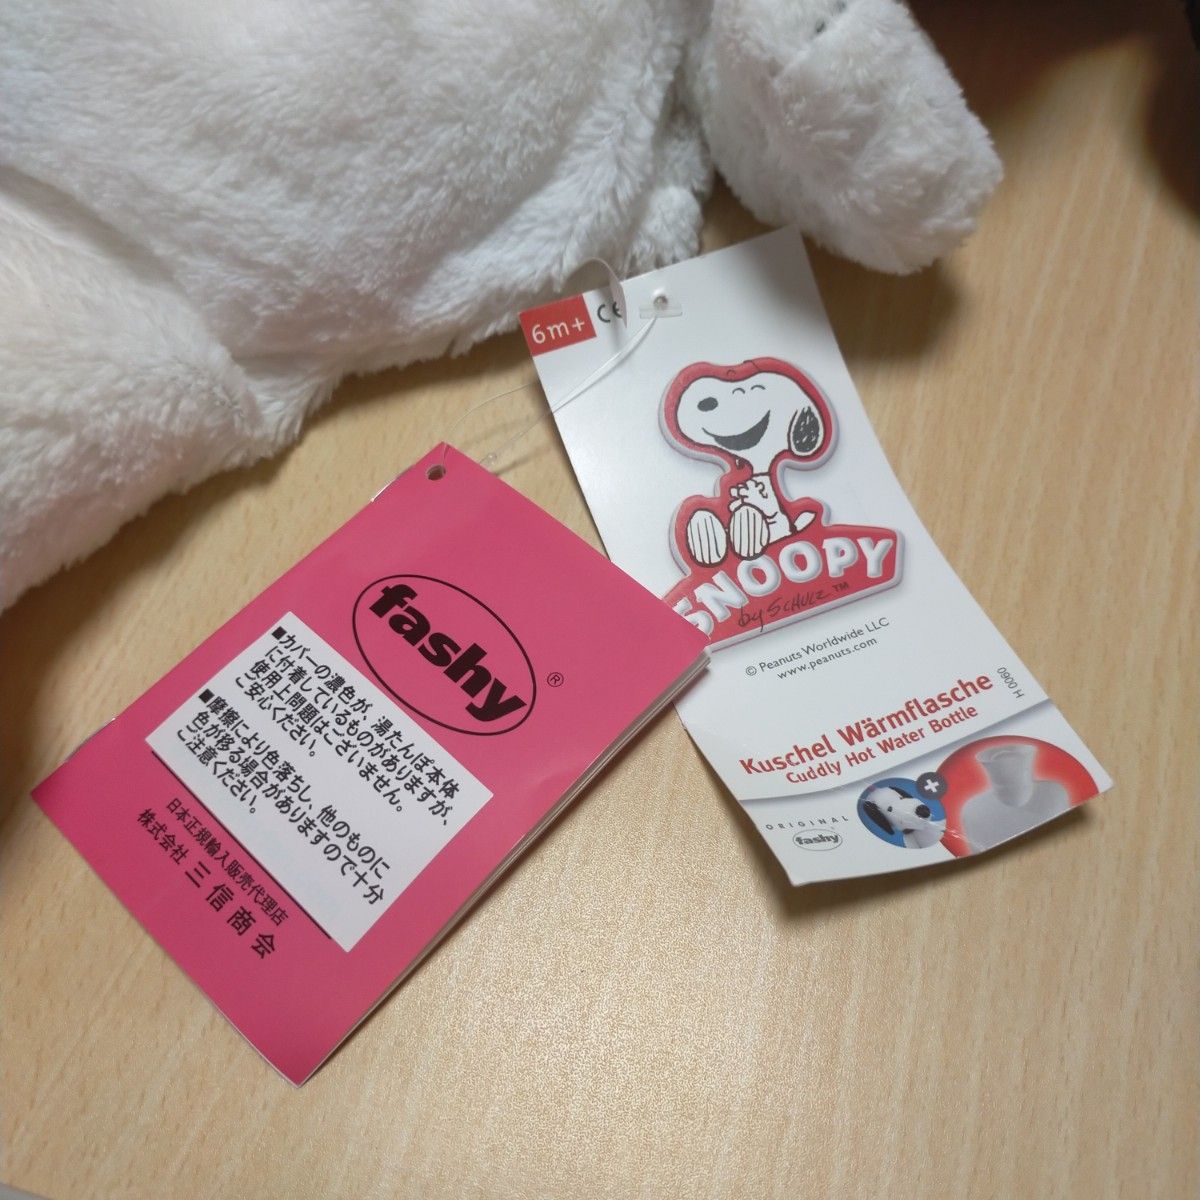 fashy®
■カバーの濃色が、湯たんぽ本体
に付着しているものがありますが、
使用上問題はございません。
ご安心ください。
■摩擦により色落ちし、他のものに
色が移る場合がありますので十分
ご注意ください。
日本正規輸入販売代理店
株式会社 三信商会
6m+ CE
SNOOPY
by SCHULZ ™
© Peanuts Worldwide LLC
www.peanuts.com
H 0060
Kuschel Wärmflasche
Cuddly Hot Water Bottle
+
ORIGINAL
fashy